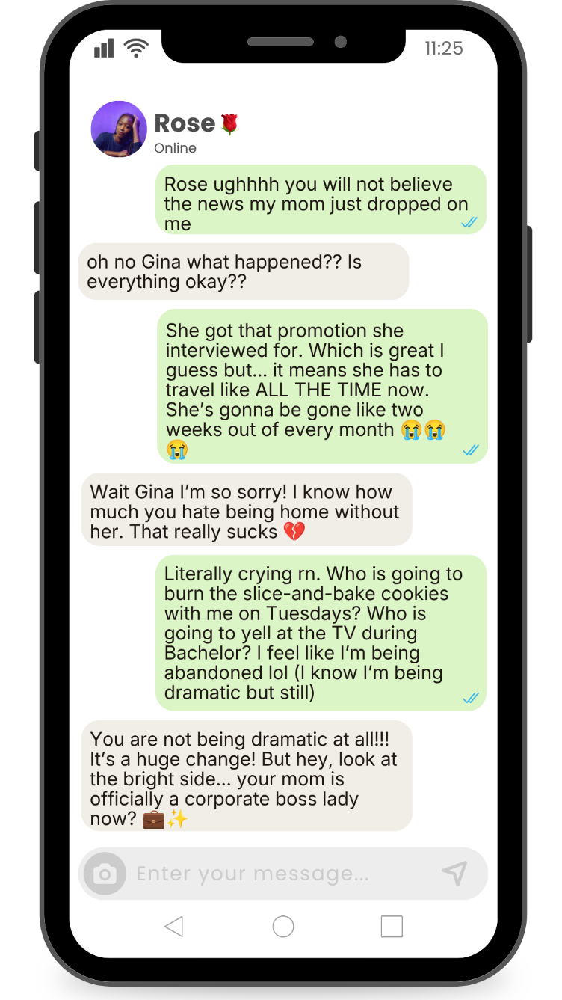 11:25
Rose🌹
Online
Rose ughhhh you will not believe
the news my mom just dropped on
me
oh no Gina what happened?? Is
everything okay??
She got that promotion she
interviewed for. Which is great I
guess but... it means she has to
travel like ALL THE TIME now.
She's gonna be gone like two
weeks out of every month 😭😭
😭
Wait Gina I'm so sorry! I know how
much you hate being home without
her. That really sucks 💔
Literally crying rn. Who is going to
burn the slice-and-bake cookies
with me on Tuesdays? Who is
going to yell at the TV during
Bachelor? I feel like I'm being
abandoned lol (I know I'm being
dramatic but still)
You are not being dramatic at all!!!
It's a huge change! But hey, look at
the bright side... your mom is
officially a corporate boss lady
now? 💼✨
Enter your message...